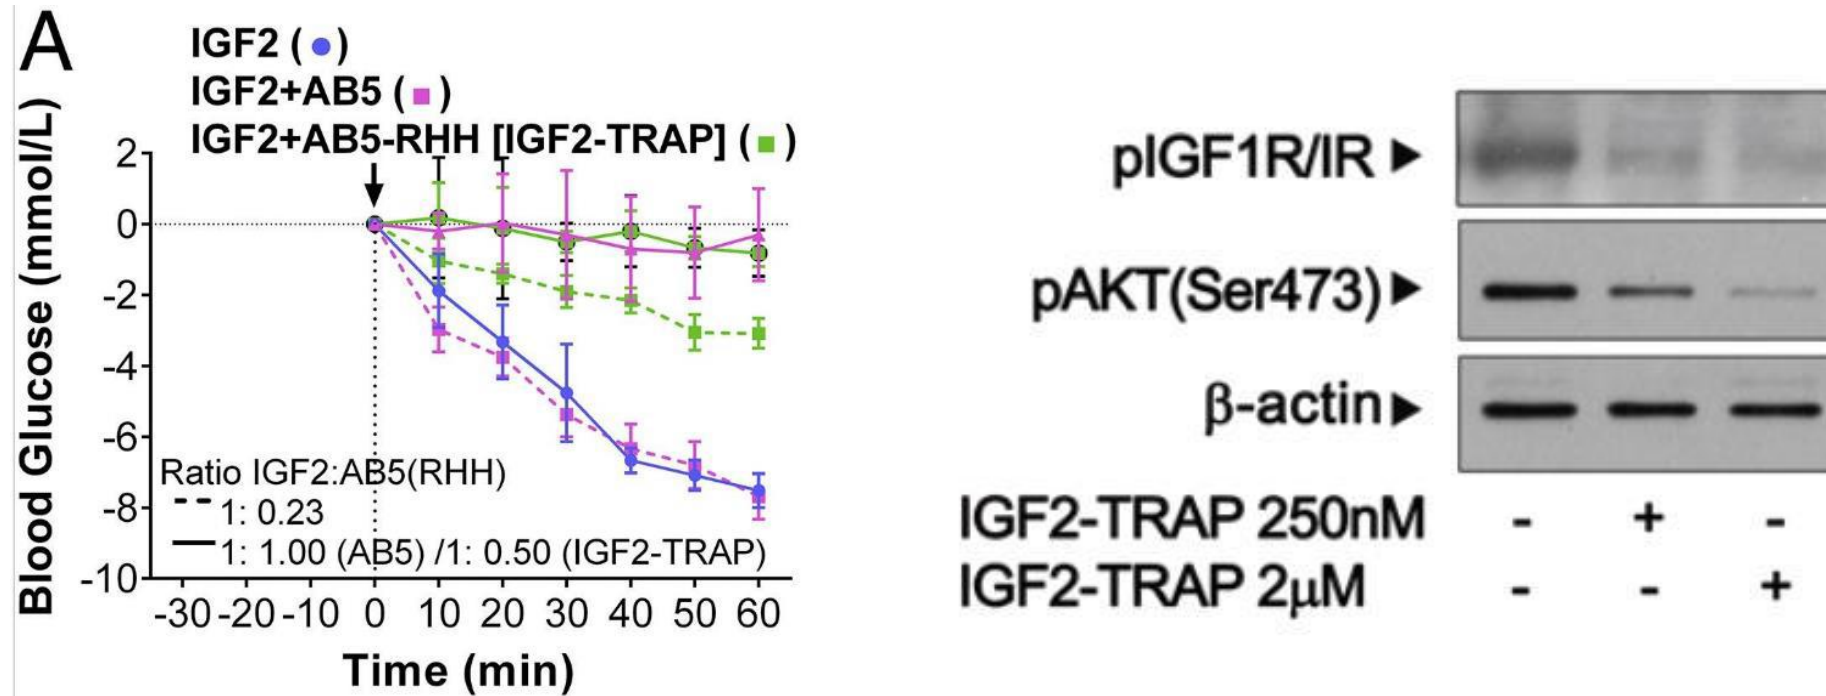 A
IGF2 ( )
IGF2+AB5 ( )
IGF2+AB5-RHH [IGF2-TRAP] ( )
Blood Glucose (mmol/L)
2
0
-2
-4
-6
-8
-10
Ratio IGF2:AB5(RHH)
1: 0.23
1: 1.00 (AB5) /1: 0.50 (IGF2-TRAP)
-30 -20 -10 0 10 20 30 40 50 60
Time (min)
pIGF1R/IR
pAKT(Ser473)
β-actin
IGF2-TRAP 250nM - + -
IGF2-TRAP 2μM - - +